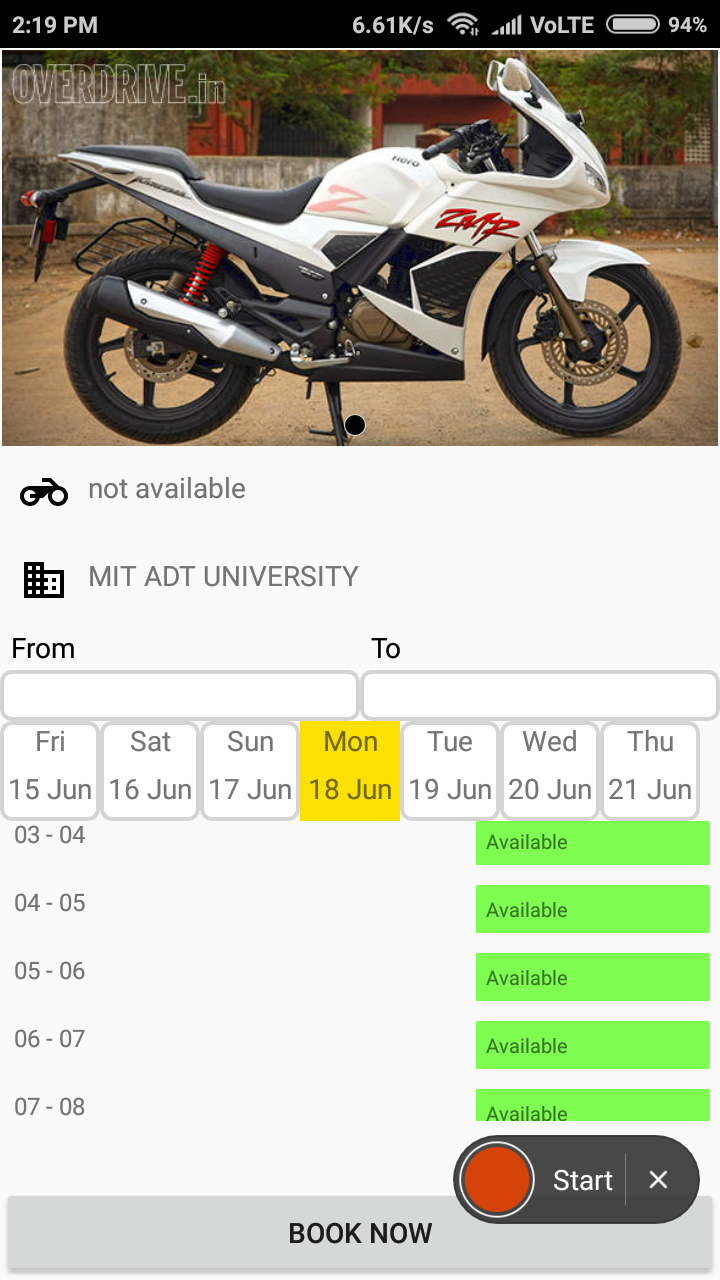 2:19 PM 6.61K/s VoLTE 94%
OVERDRIVE.in
Hero
Karizma
ZMR
not available
MIT ADT UNIVERSITY
From To
Fri Sat Sun Mon Tue Wed Thu
15 Jun 16 Jun 17 Jun 18 Jun 19 Jun 20 Jun 21 Jun
03 - 04 Available
04 - 05 Available
05 - 06 Available
06 - 07 Available
07 - 08 Available
Start
BOOK NOW